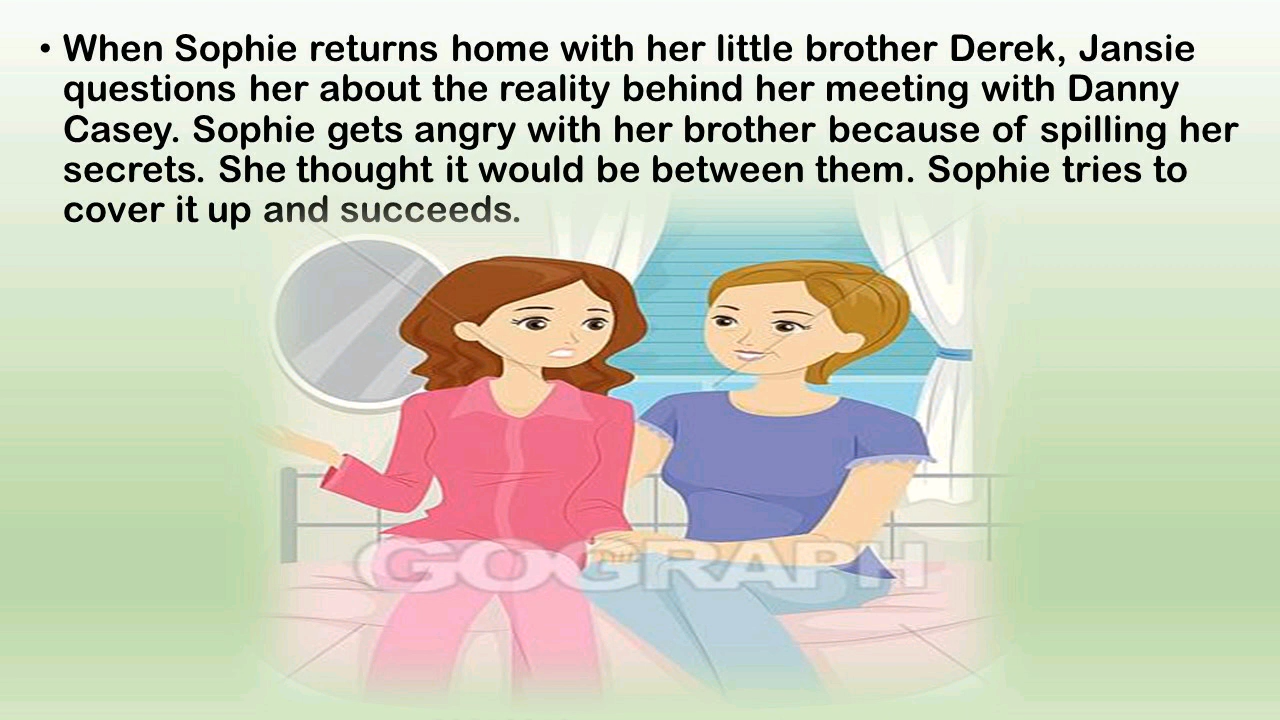 • When Sophie returns home with her little brother Derek, Jansie
questions her about the reality behind her meeting with Danny
Casey. Sophie gets angry with her brother because of spilling her
secrets. She thought it would be between them. Sophie tries to
cover it up and succeeds.
GOGRAPH